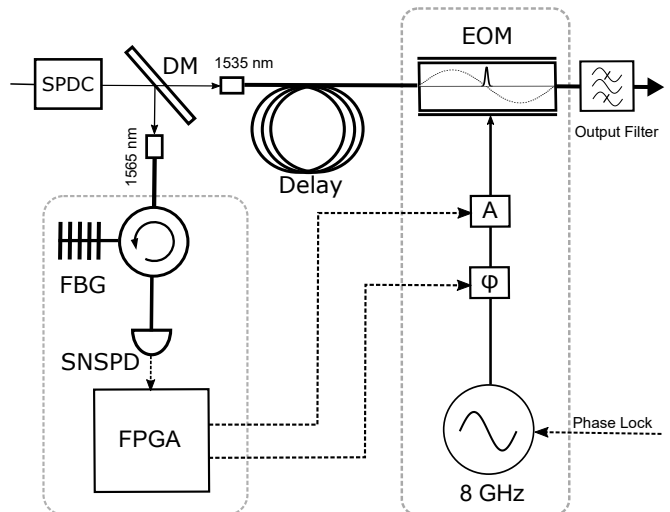 EOM
1535 nm
DM
SPDC
Output Filter
1565 nm
Delay
A
FBG
φ
SNSPD
FPGA
Phase Lock
8 GHz